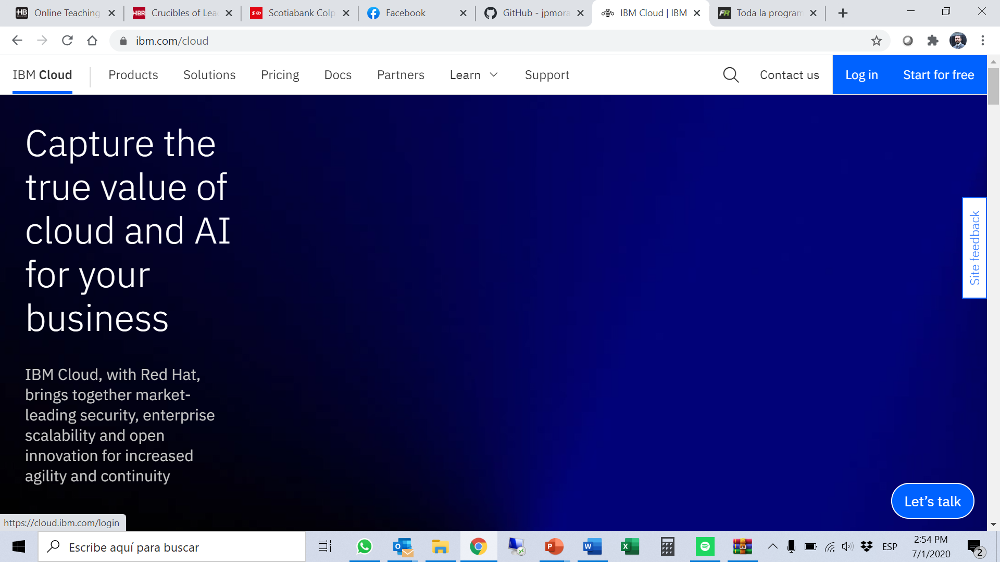 Online Teaching
Crucibles of Lea
Scotiabank Colp
Facebook
GitHub - jpmora
IBM Cloud | IBM
Toda la program
ibm.com/cloud
IBM Cloud
Products
Solutions
Pricing
Docs
Partners
Learn
Support
Contact us
Log in
Start for free
Capture the
true value of
cloud and AI
for your
business
IBM Cloud, with Red Hat,
brings together market-
leading security, enterprise
scalability and open
innovation for increased
agility and continuity
Site feedback
Let's talk
https://cloud.ibm.com/login
Escribe aquí para buscar
ESP
2:54 PM
7/1/2020
2